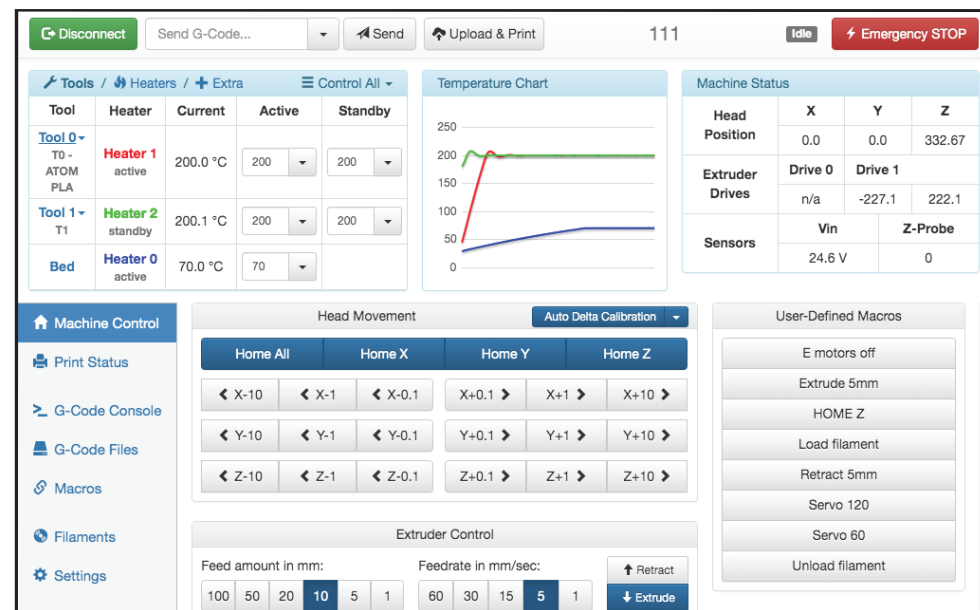 Disconnect Send G-Code... Send Upload & Print 111 Idle Emergency STOP
Tools / Heaters / Extra Control All
Tool Heater Current Active Standby
Tool 0 Heater 1 200.0 °C 200 200
T0 - active
ATOM
PLA
Tool 1 Heater 2 200.1 °C 200 200
T1 standby
Bed Heater 0 70.0 °C 70
active
Temperature Chart
250
200
150
100
50
0
Machine Status
Head Position X Y Z
0.0 0.0 332.67
Extruder Drives Drive 0 Drive 1
n/a -227.1 222.1
Sensors Vin Z-Probe
24.6 V 0
Machine Control
Print Status
G-Code Console
G-Code Files
Macros
Filaments
Settings
Head Movement Auto Delta Calibration
Home All Home X Home Y Home Z
X-10 X-1 X-0.1 X+0.1 X+1 X+10
Y-10 Y-1 Y-0.1 Y+0.1 Y+1 Y+10
Z-10 Z-1 Z-0.1 Z+0.1 Z+1 Z+10
Extruder Control
Feed amount in mm: Feedrate in mm/sec: Retract
100 50 20 10 5 1 60 30 15 5 1 Extrude
User-Defined Macros
E motors off
Extrude 5mm
HOME Z
Load filament
Retract 5mm
Servo 120
Servo 60
Unload filament